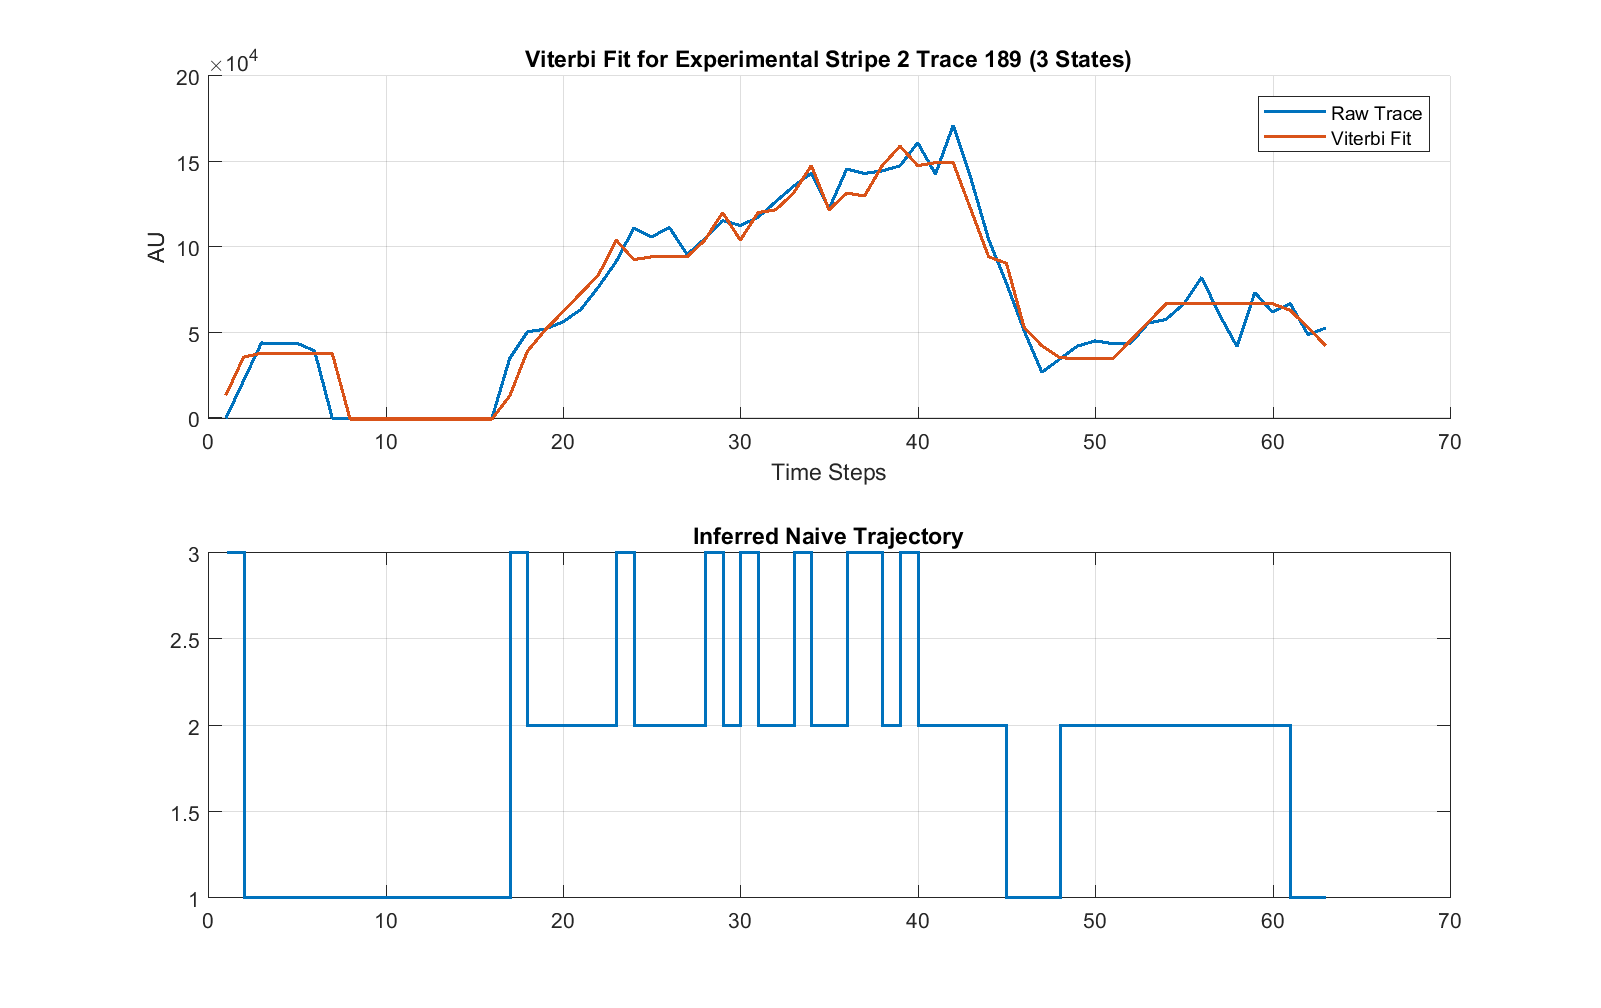 Viterbi Fit for Experimental Stripe 2 Trace 189 (3 States)
×10^4
20
15
10
5
0
AU
Raw Trace
Viterbi Fit
0 10 20 30 40 50 60 70
Time Steps
Inferred Naive Trajectory
3
2.5
2
1.5
1
0 10 20 30 40 50 60 70